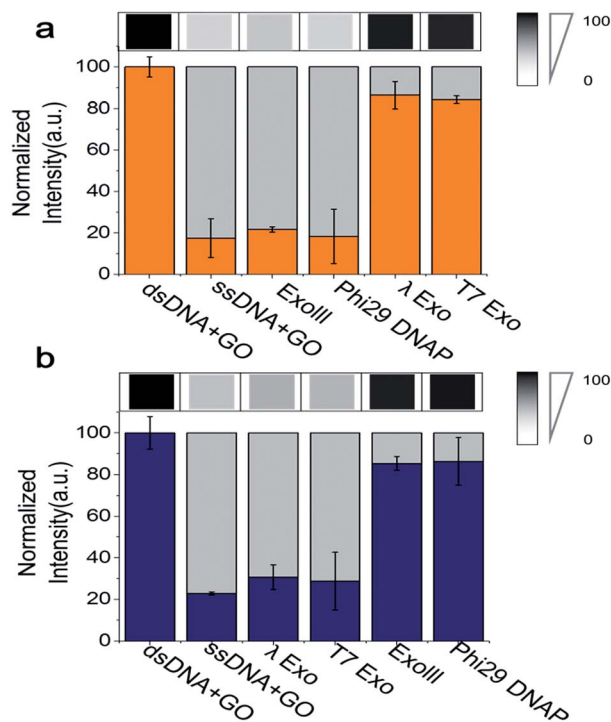 a
100
0
Normalized
Intensity(a.u.)
100
80
60
40
20
0
dsDNA+GO
ssDNA+GO
ExoIII
Phi29 DNAP
λ Exo
T7 Exo
b
100
0
Normalized
Intensity(a.u.)
100
80
60
40
20
0
dsDNA+GO
ssDNA+GO
λ Exo
T7 Exo
ExoIII
Phi29 DNAP